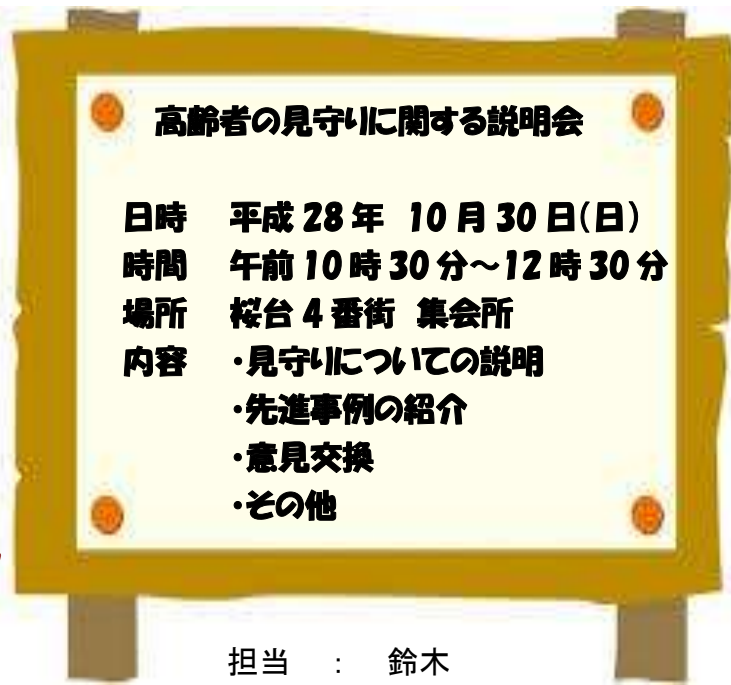 高齢者の見守りに関する説明会
日時 平成28年 10月30日(日)
時間 午前10時30分～12時30分
場所 桜台4番街 集会所
内容 ・見守りについての説明
・先進事例の紹介
・意見交換
・その他
担当 : 鈴木